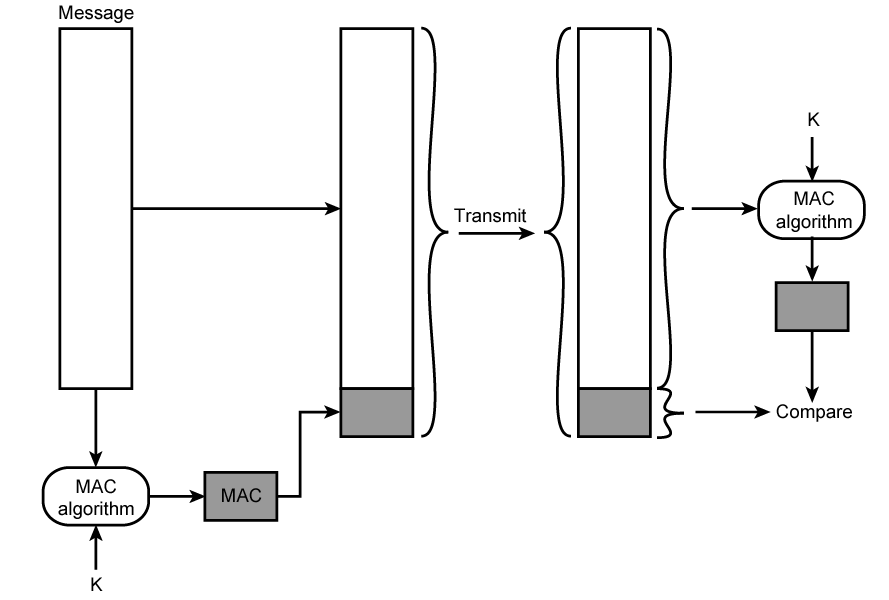 Message
K
Transmit
MAC
algorithm
Compare
MAC
algorithm
MAC
K